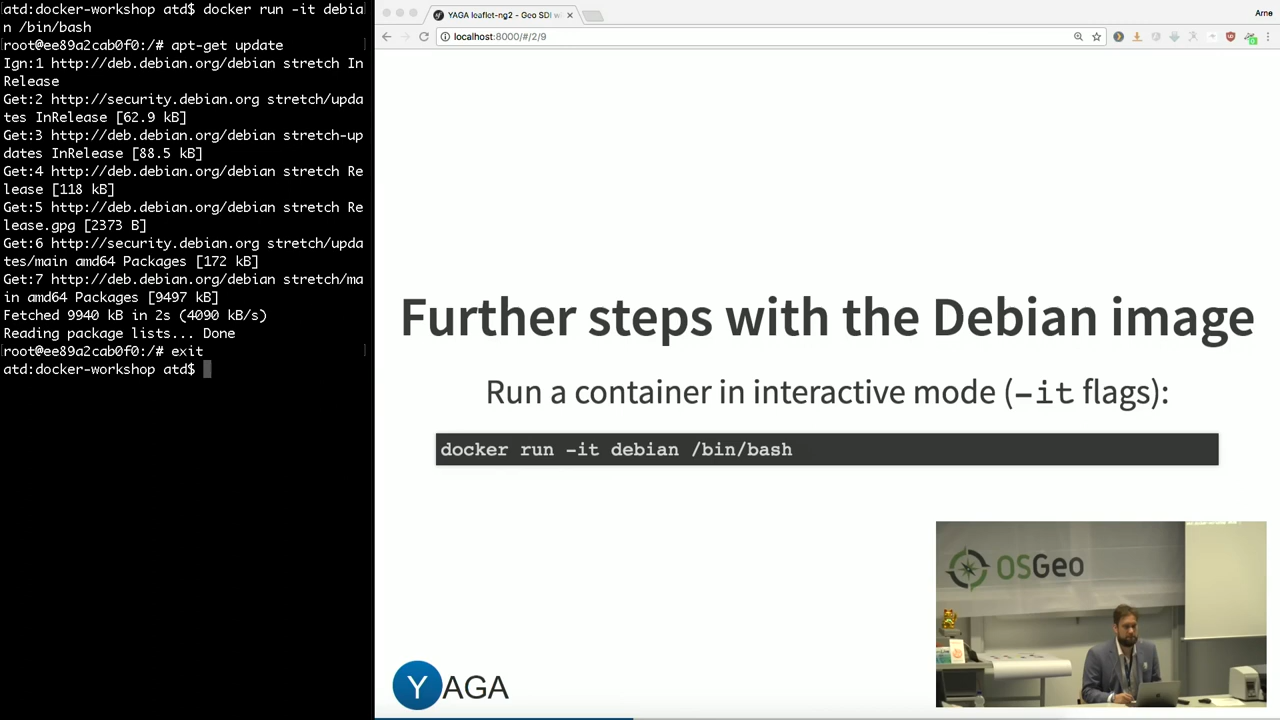 atd:docker-workshop atd$ docker run -it debia
n /bin/bash
root@ee89a2cab0f0:/# apt-get update
Ign:1 http://deb.debian.org/debian stretch In
Release
Get:2 http://security.debian.org stretch/upda
tes InRelease [62.9 kB]
Get:3 http://deb.debian.org/debian stretch-up
dates InRelease [88.5 kB]
Get:4 http://deb.debian.org/debian stretch Re
lease [118 kB]
Get:5 http://deb.debian.org/debian stretch Re
lease.gpg [2373 B]
Get:6 http://security.debian.org stretch/upda
tes/main amd64 Packages [172 kB]
Get:7 http://deb.debian.org/debian stretch/ma
in amd64 Packages [9497 kB]
Fetched 9940 kB in 2s (4090 kB/s)
Reading package lists... Done
root@ee89a2cab0f0:/# exit
atd:docker-workshop atd$
YAGA leaflet-ng2 - Geo SDI w
Arne
localhost:8000/#/2/9
Further steps with the Debian image
Run a container in interactive mode (-it flags):
docker run -it debian /bin/bash
OSGeo
YAGA